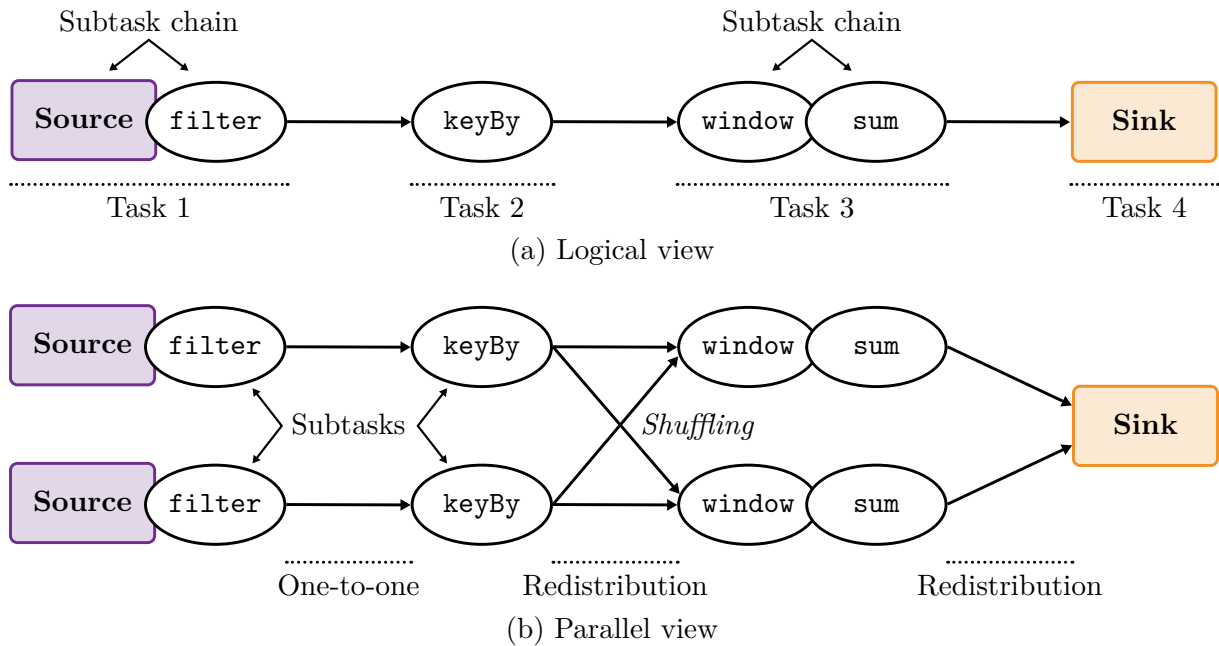 Subtask chain Subtask chain
Source filter keyBy window sum Sink
Task 1 Task 2 Task 3 Task 4
(a) Logical view
Source filter keyBy window sum
Subtasks Shuffling Sink
Source filter keyBy window sum
One-to-one Redistribution Redistribution
(b) Parallel view